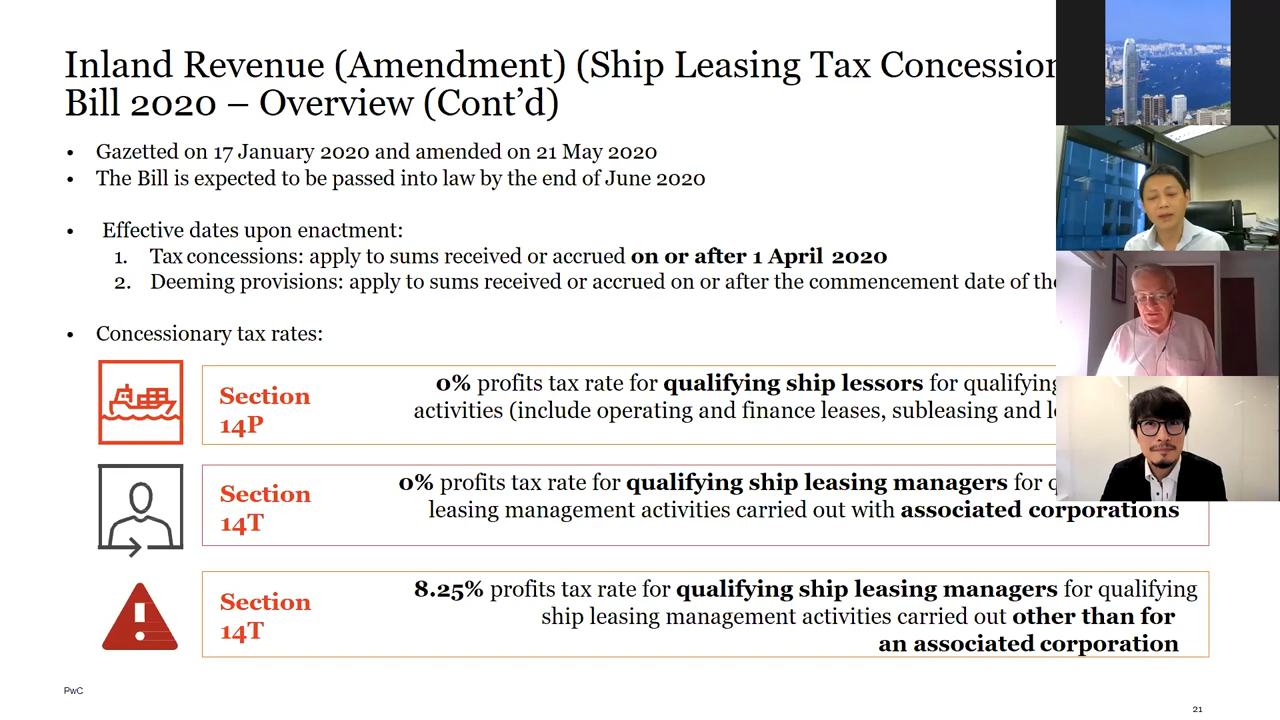 Inland Revenue (Amendment) (Ship Leasing Tax Concession
Bill 2020 – Overview (Cont’d)
• Gazetted on 17 January 2020 and amended on 21 May 2020
• The Bill is expected to be passed into law by the end of June 2020
• Effective dates upon enactment:
1. Tax concessions: apply to sums received or accrued on or after 1 April 2020
2. Deeming provisions: apply to sums received or accrued on or after the commencement date of the
• Concessionary tax rates:
Section
14P
0% profits tax rate for qualifying ship lessors for qualifying
activities (include operating and finance leases, subleasing and
Section
14T
0% profits tax rate for qualifying ship leasing managers for
leasing management activities carried out with associated corporations
Section
14T
8.25% profits tax rate for qualifying ship leasing managers for qualifying
ship leasing management activities carried out other than for
an associated corporation
PwC
21